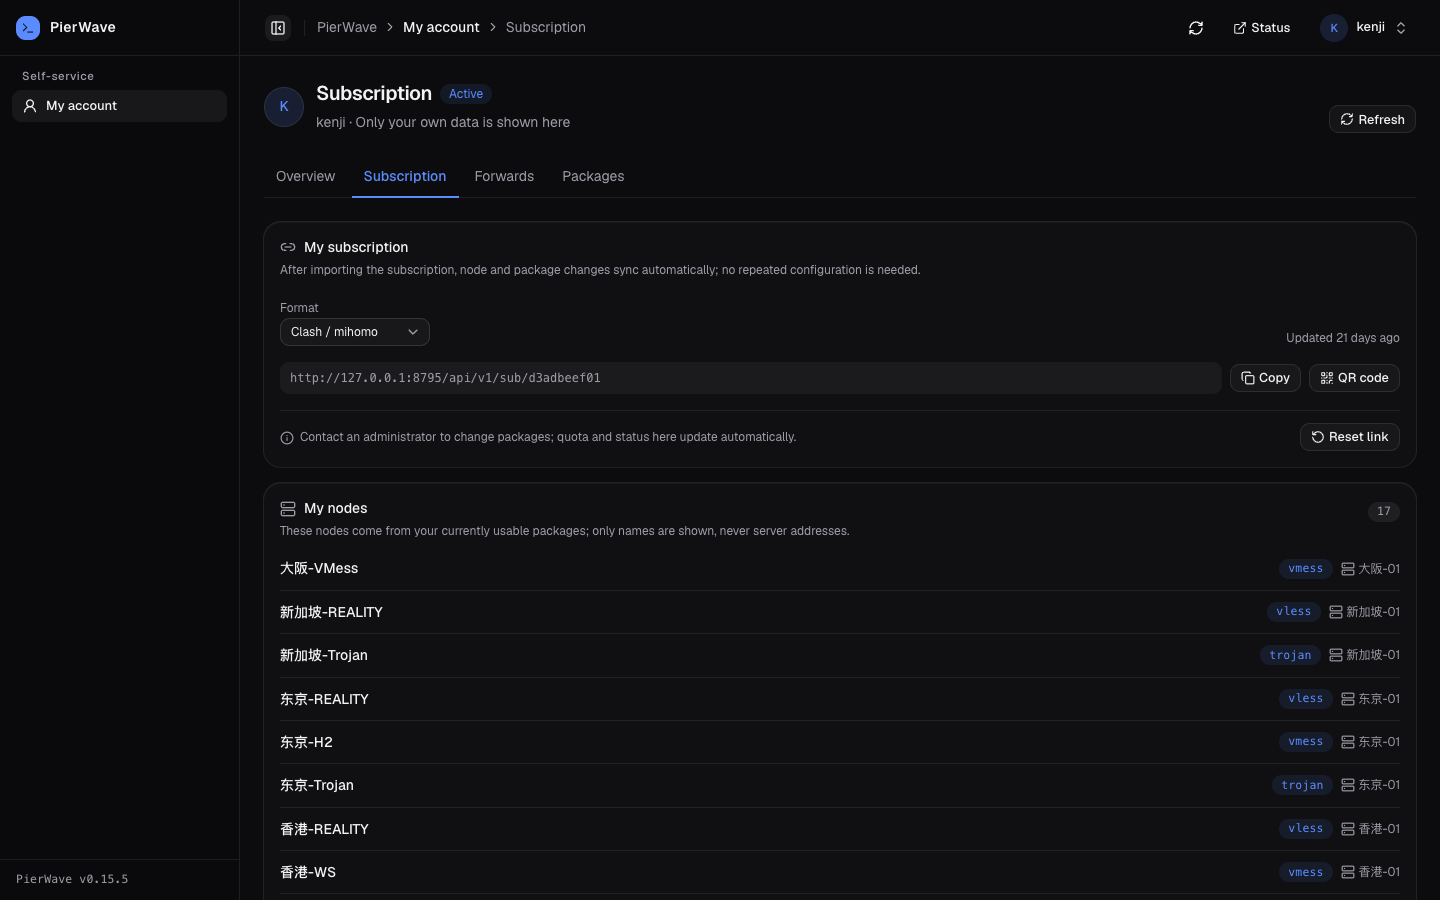 PierWave
PierWave > My account > Subscription
Status
K kenji
Self-service
My account
K
Subscription Active
kenji · Only your own data is shown here
Refresh
Overview Subscription Forwards Packages
My subscription
After importing the subscription, node and package changes sync automatically; no repeated configuration is needed.
Format
Clash / mihomo
Updated 21 days ago
http://127.0.0.1:8795/api/v1/sub/d3adbeef01
Copy QR code
Contact an administrator to change packages; quota and status here update automatically.
Reset link
My nodes
17
These nodes come from your currently usable packages; only names are shown, never server addresses.
大阪-VMess vmess 大阪-01
新加坡-REALITY vless 新加坡-01
新加坡-Trojan trojan 新加坡-01
东京-REALITY vless 东京-01
东京-H2 vmess 东京-01
东京-Trojan trojan 东京-01
香港-REALITY vless 香港-01
香港-WS vmess 香港-01
PierWave v0.15.5